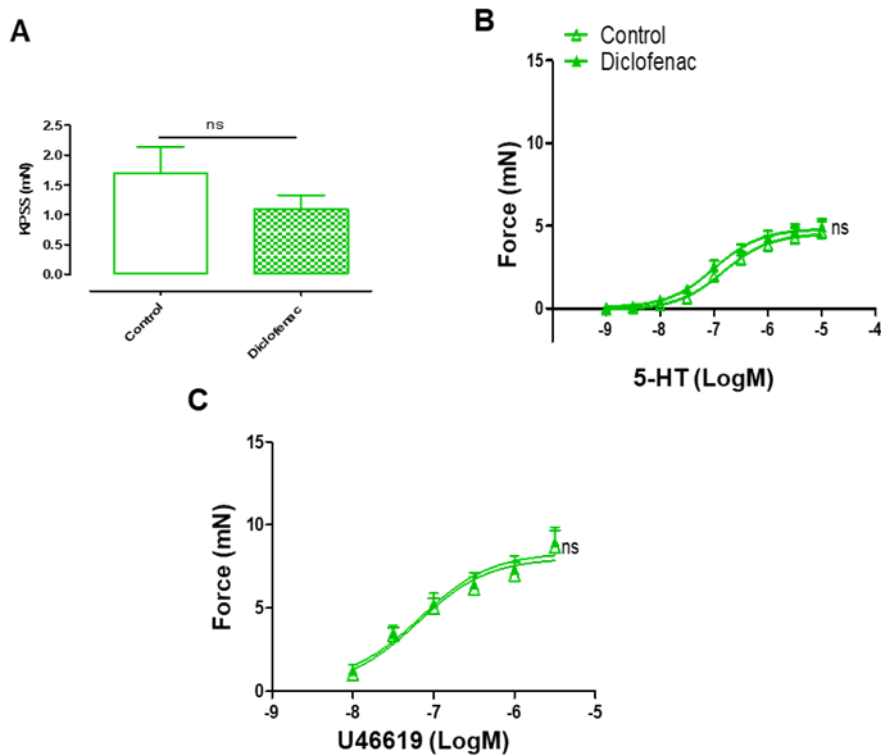 A
ns
KPSS (mN)
2.5
2.0
1.5
1.0
0.5
0.0
Control
Diclofenac
B
Control
Diclofenac
Force (mN)
15
10
5
0
ns
-9 -8 -7 -6 -5 -4
5-HT (LogM)
C
Force (mN)
15
10
5
0
ns
-9 -8 -7 -6 -5
U46619 (LogM)